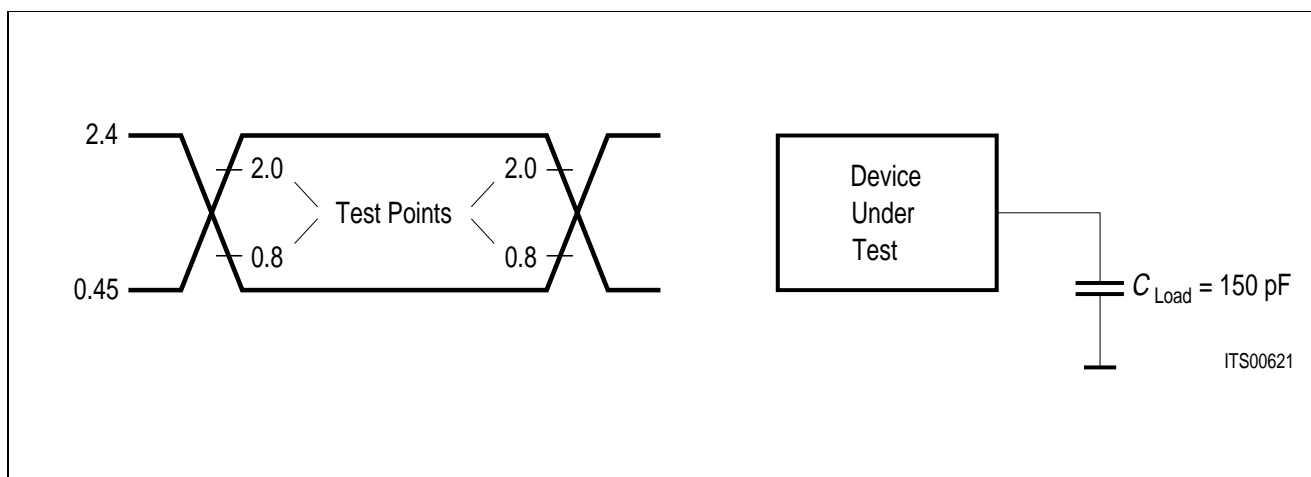 2.4
2.0
2.0
Test Points
0.8
0.8
0.45
Device
Under
Test
C Load = 150 pF
ITS00621